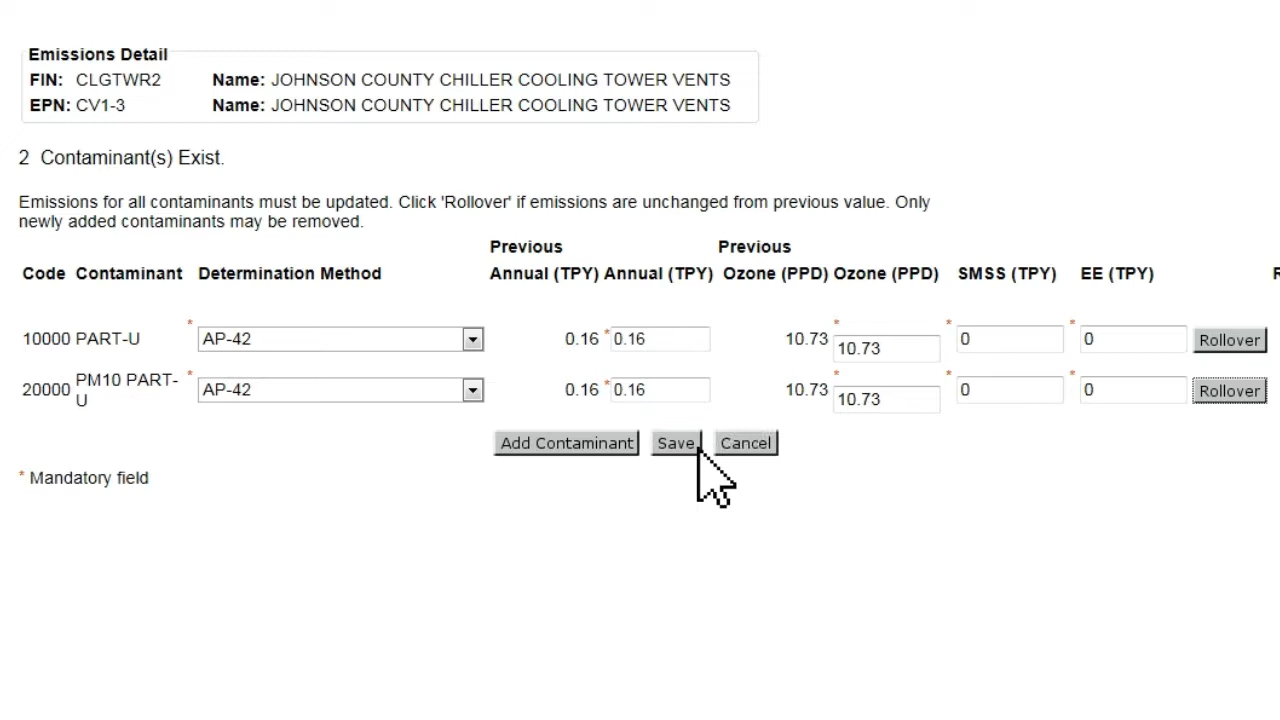 Emissions Detail
FIN: CLGTWR2 Name: JOHNSON COUNTY CHILLER COOLING TOWER VENTS
EPN: CV1-3 Name: JOHNSON COUNTY CHILLER COOLING TOWER VENTS
2 Contaminant(s) Exist.
Emissions for all contaminants must be updated. Click 'Rollover' if emissions are unchanged from previous value. Only
newly added contaminants may be removed.
Previous Previous
Code Contaminant Determination Method Annual (TPY) Annual (TPY) Ozone (PPD) Ozone (PPD) SMSS (TPY) EE (TPY) R
10000 PART-U * AP-42 0.16 * 0.16 10.73 * 10.73 * 0 * 0 Rollover
20000 PM10 PART- * AP-42 0.16 * 0.16 10.73 * 10.73 * 0 * 0 Rollover
U
Add Contaminant Save Cancel
* Mandatory field